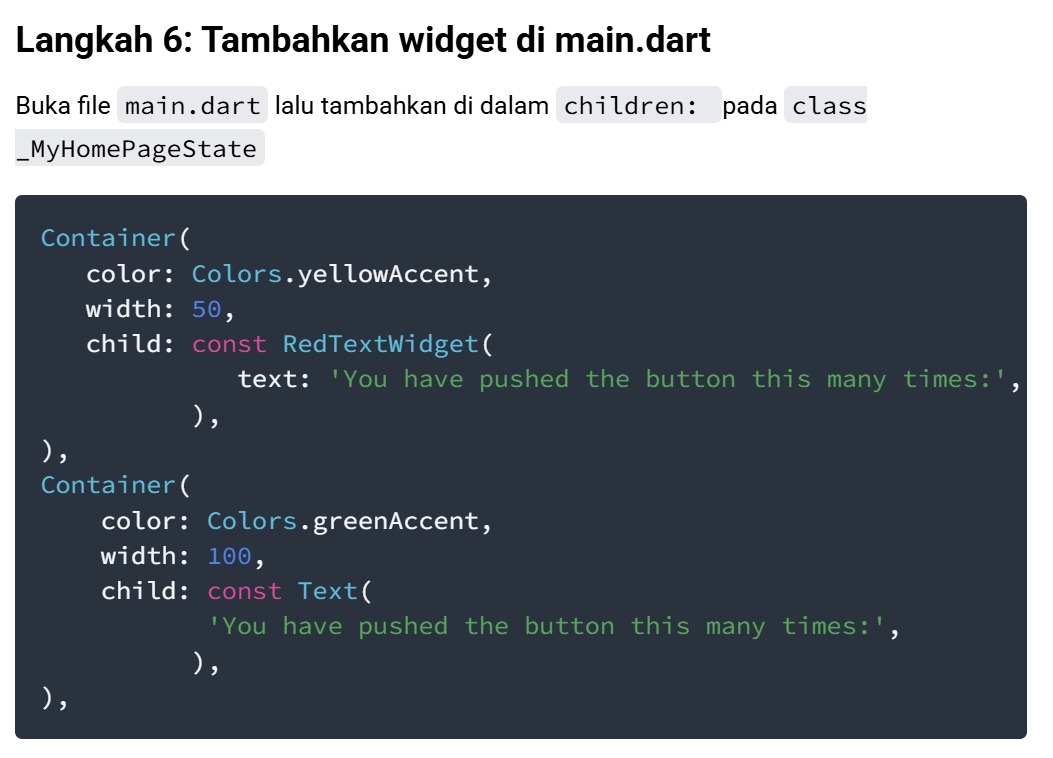 Langkah 6: Tambahkan widget di main.dart
Buka file main.dart lalu tambahkan di dalam children: pada class
_MyHomePageState
Container(
   color: Colors.yellowAccent,
   width: 50,
   child: const RedTextWidget(
             text: 'You have pushed the button this many times:',
          ),
),
Container(
    color: Colors.greenAccent,
    width: 100,
    child: const Text(
           'You have pushed the button this many times:',
          ),
),